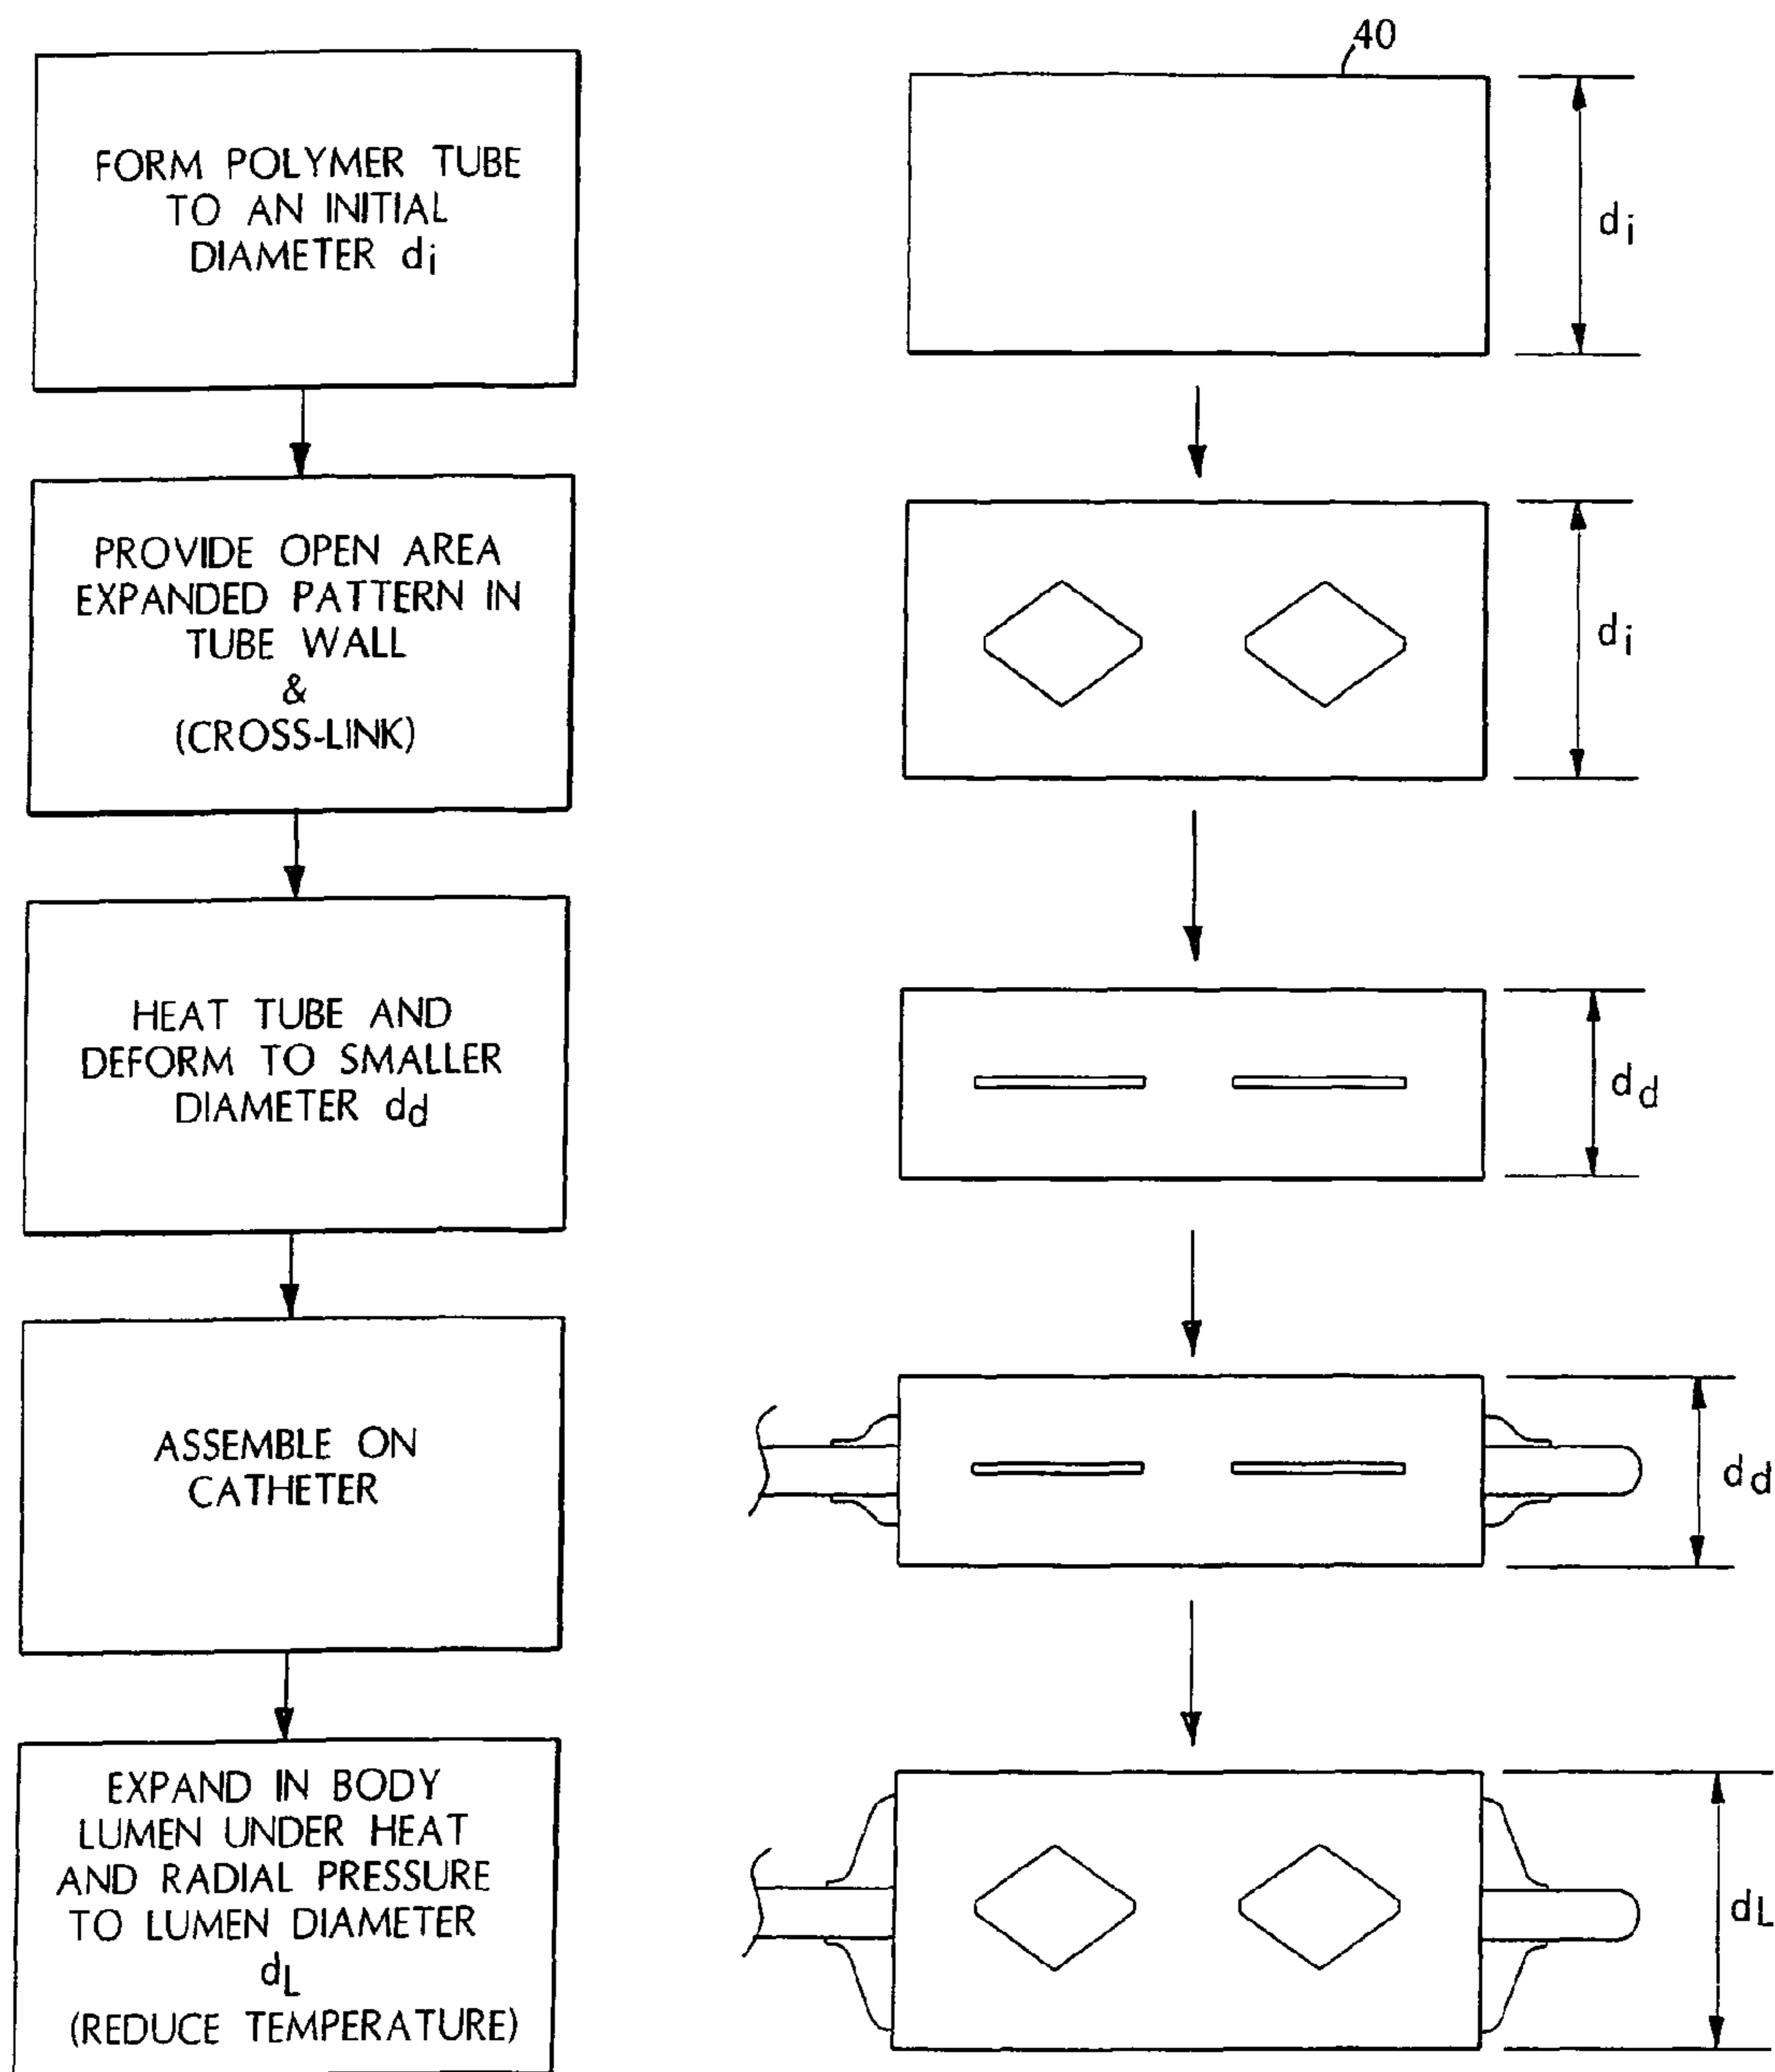 FORM POLYMER TUBE
TO AN INITIAL
DIAMETER di
PROVIDE OPEN AREA
EXPANDED PATTERN IN
TUBE WALL
&
(CROSS-LINK)
HEAT TUBE AND
DEFORM TO SMALLER
DIAMETER dd
ASSEMBLE ON
CATHETER
EXPAND IN BODY
LUMEN UNDER HEAT
AND RADIAL PRESSURE
TO LUMEN DIAMETER
dL
(REDUCE TEMPERATURE)
40
di
di
dd
dd
dL